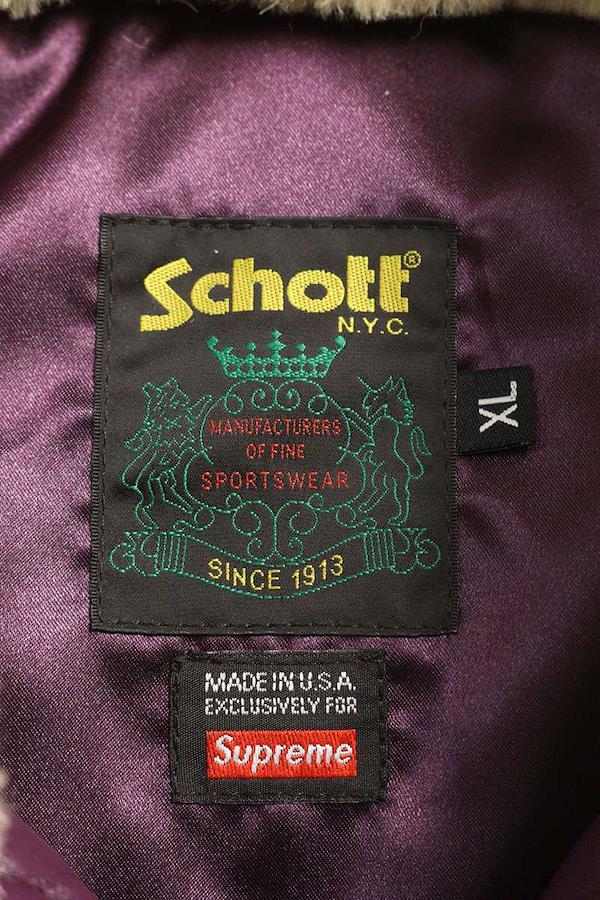 Schott®
N.Y.C.
MANUFACTURERS
OF FINE
SPORTSWEAR
SINCE 1913
XL
MADE IN U.S.A.
EXCLUSIVELY FOR
Supreme